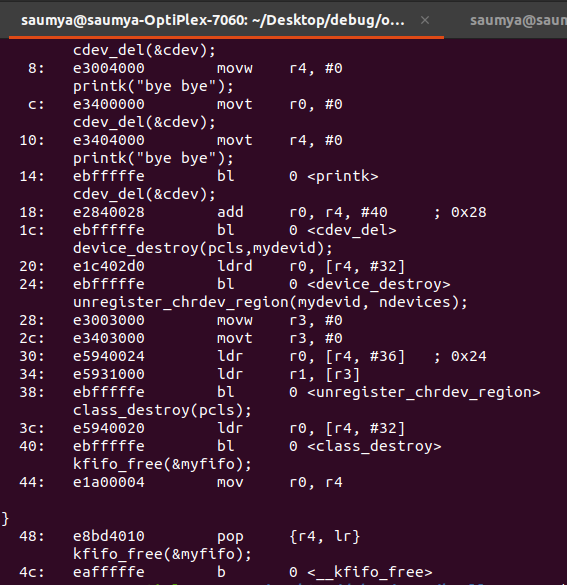 saumya@saumya-OptiPlex-7060: ~/Desktop/debug/o... × saumya@saum
cdev_del(&cdev);
8: e3004000 movw r4, #0
printk("bye bye");
c: e3400000 movt r0, #0
cdev_del(&cdev);
10: e3404000 movt r4, #0
printk("bye bye");
14: ebfffffe bl 0 <printk>
cdev_del(&cdev);
18: e2840028 add r0, r4, #40 ; 0x28
1c: ebfffffe bl 0 <cdev_del>
device_destroy(pcls,mydevid);
20: e1c402d0 ldrd r0, [r4, #32]
24: ebfffffe bl 0 <device_destroy>
unregister_chrdev_region(mydevid, ndevices);
28: e3003000 movw r3, #0
2c: e3403000 movt r3, #0
30: e5940024 ldr r0, [r4, #36] ; 0x24
34: e5931000 ldr r1, [r3]
38: ebfffffe bl 0 <unregister_chrdev_region>
class_destroy(pcls);
3c: e5940020 ldr r0, [r4, #32]
40: ebfffffe bl 0 <class_destroy>
kfifo_free(&myfifo);
44: e1a00004 mov r0, r4
}
48: e8bd4010 pop {r4, lr}
kfifo_free(&myfifo);
4c: eafffffe b 0 <__kfifo_free>